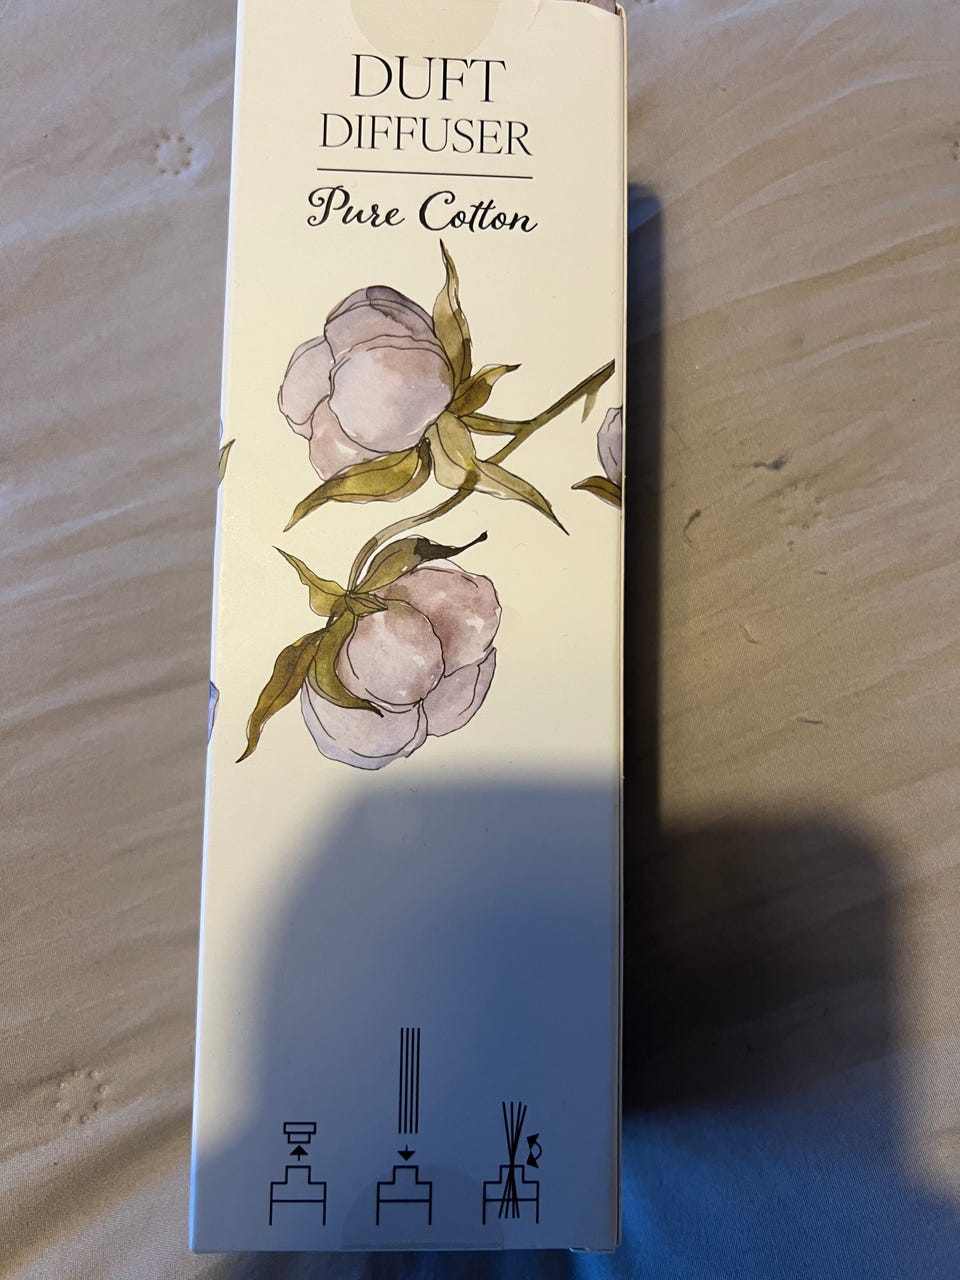 DUFT
DIFFUSER
Pure Cotton